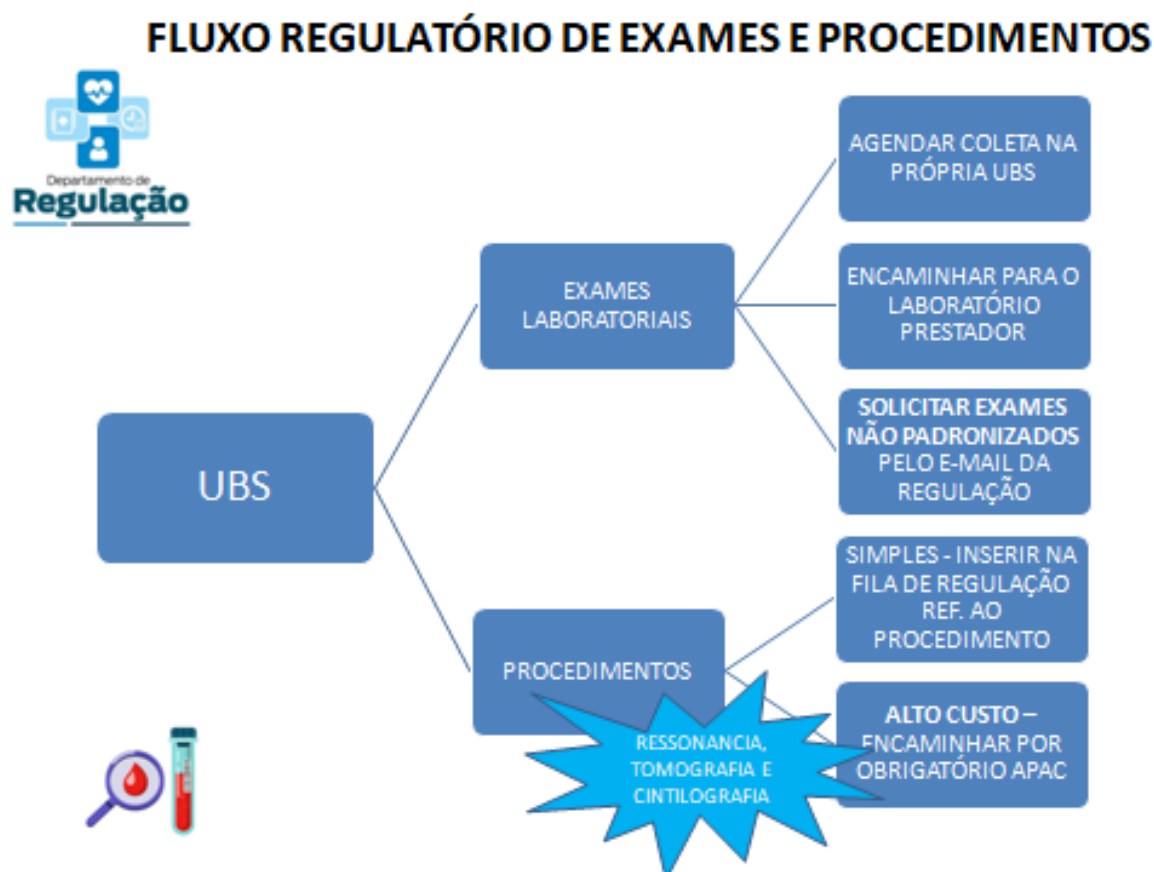 FLUXO REGULATÓRIO DE EXAMES E PROCEDIMENTOS
Departamento de
Regulação
AGENDAR COLETA NA
PRÓPRIA UBS
EXAMES
LABORATORIAIS
ENCAMINHAR PARA O
LABORATÓRIO
PRESTADOR
SOLICITAR EXAMES
NÃO PADRONIZADOS
PELO E-MAIL DA
REGULAÇÃO
UBS
SIMPLES - INSERIR NA
FILA DE REGULAÇÃO
REF. AO
PROCEDIMENTO
PROCEDIMENTOS
ALTO CUSTO –
ENCAMINHAR POR
OBRIGATÓRIO APAC
RESSONANCIA,
TOMOGRAFIA E
CINTILOGRAFIA